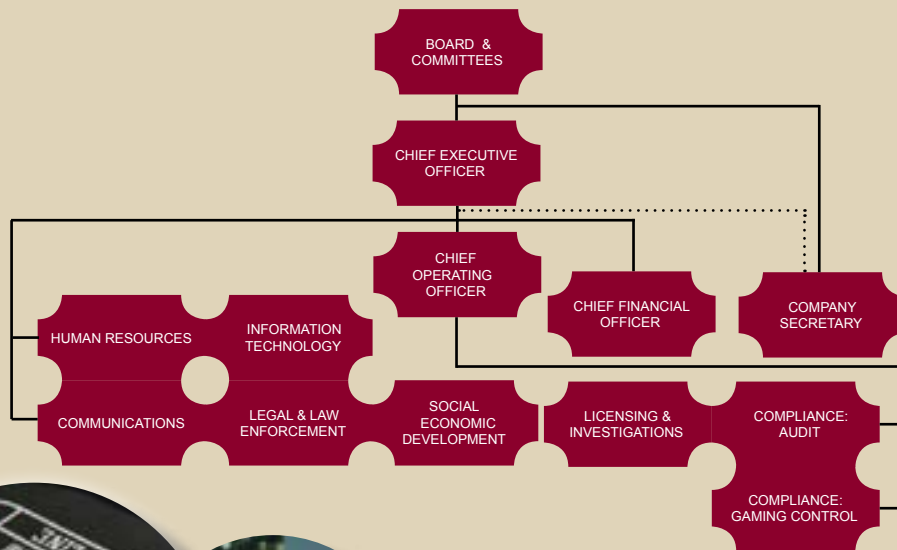 BOARD &
COMMITTEES
CHIEF EXECUTIVE
OFFICER
CHIEF
OPERATING
OFFICER
CHIEF FINANCIAL
OFFICER
COMPANY
SECRETARY
HUMAN RESOURCES
INFORMATION
TECHNOLOGY
COMMUNICATIONS
LEGAL & LAW
ENFORCEMENT
SOCIAL
ECONOMIC
DEVELOPMENT
LICENSING &
INVESTIGATIONS
COMPLIANCE:
AUDIT
COMPLIANCE:
GAMING CONTROL